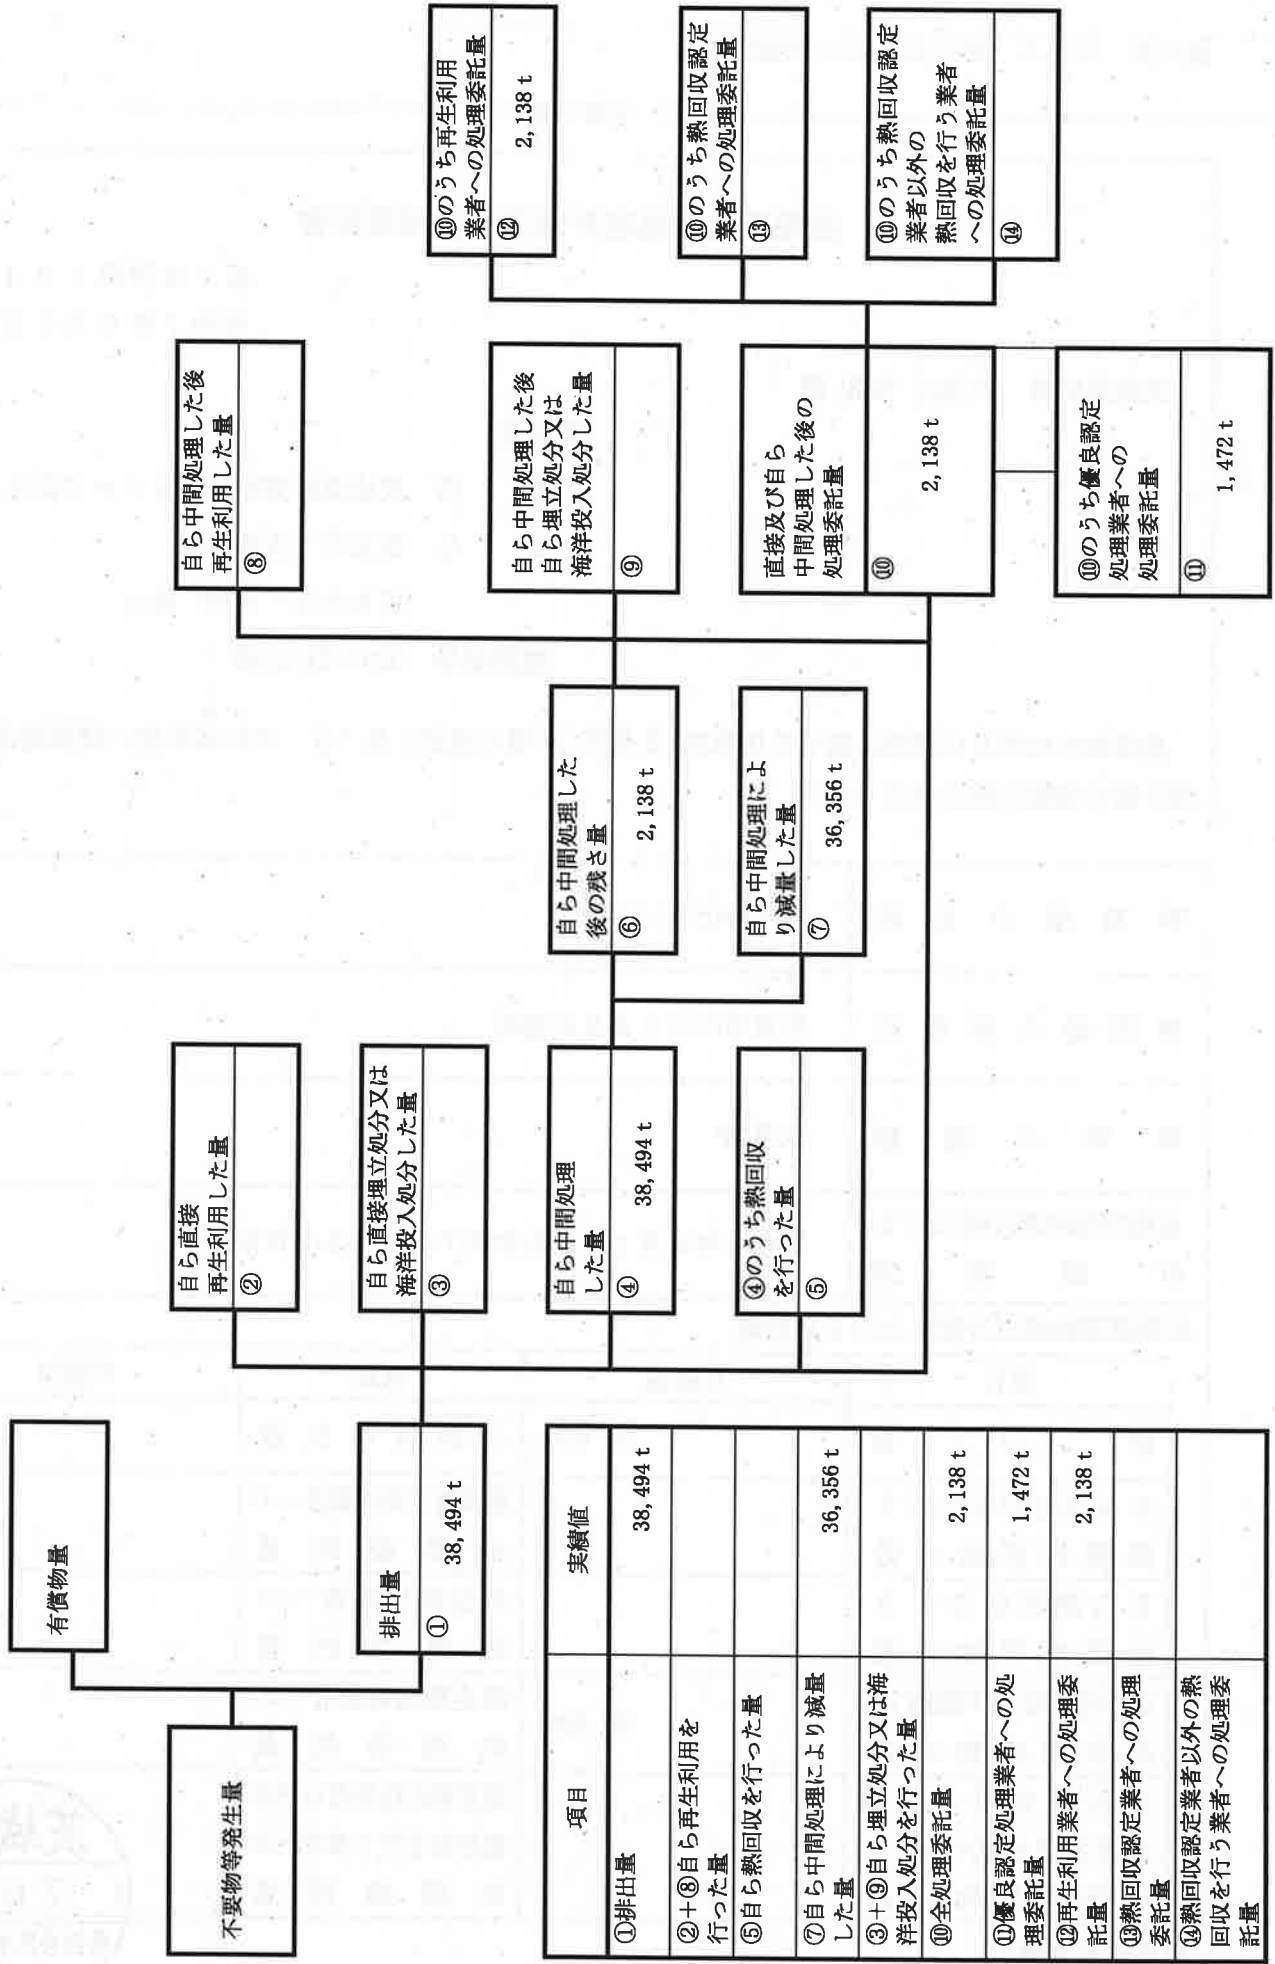 有償物量
不要物等発生量
排出量
① 38,494 t
自ら直接
再生利用した量
②
自ら直接埋立処分又は
海洋投入処分した量
③
自ら中間処理
した量
④ 38,494 t
④のうち熱回収
を行った量
⑤
自ら中間処理した
後の残さ量
⑥ 2,138 t
自ら中間処理によ
り減量した量
⑦ 36,356 t
自ら中間処理した後
再生利用した量
⑧
自ら中間処理した後
自ら埋立処分又は
海洋投入処分した量
⑨
直接及び自ら
中間処理した後の
処理委託量
⑩ 2,138 t
⑩のうち優良認定
処理業者への
処理委託量
⑪ 1,472 t
⑩のうち再生利用
業者への処理委託量
⑫ 2,138 t
⑩のうち熱回収認定
業者への処理委託量
⑬
⑩のうち熱回収認定
業者以外の
熱回収を行う業者
への処理委託量
⑭
項目 実績値
①排出量 38,494 t
②+⑧自ら再生利用を
行った量
⑤自ら熱回収を行った量
⑦自ら中間処理により減量
した量 36,356 t
③+⑨自ら埋立処分又は海
洋投入処分を行った量
⑩全処理委託量 2,138 t
⑪優良認定処理業者への処
理委託量 1,472 t
⑫再生利用業者への処理委
託量 2,138 t
⑬熱回収認定業者への処理
委託量
⑭熱回収認定業者以外の熱
回収を行う業者への処理委
託量